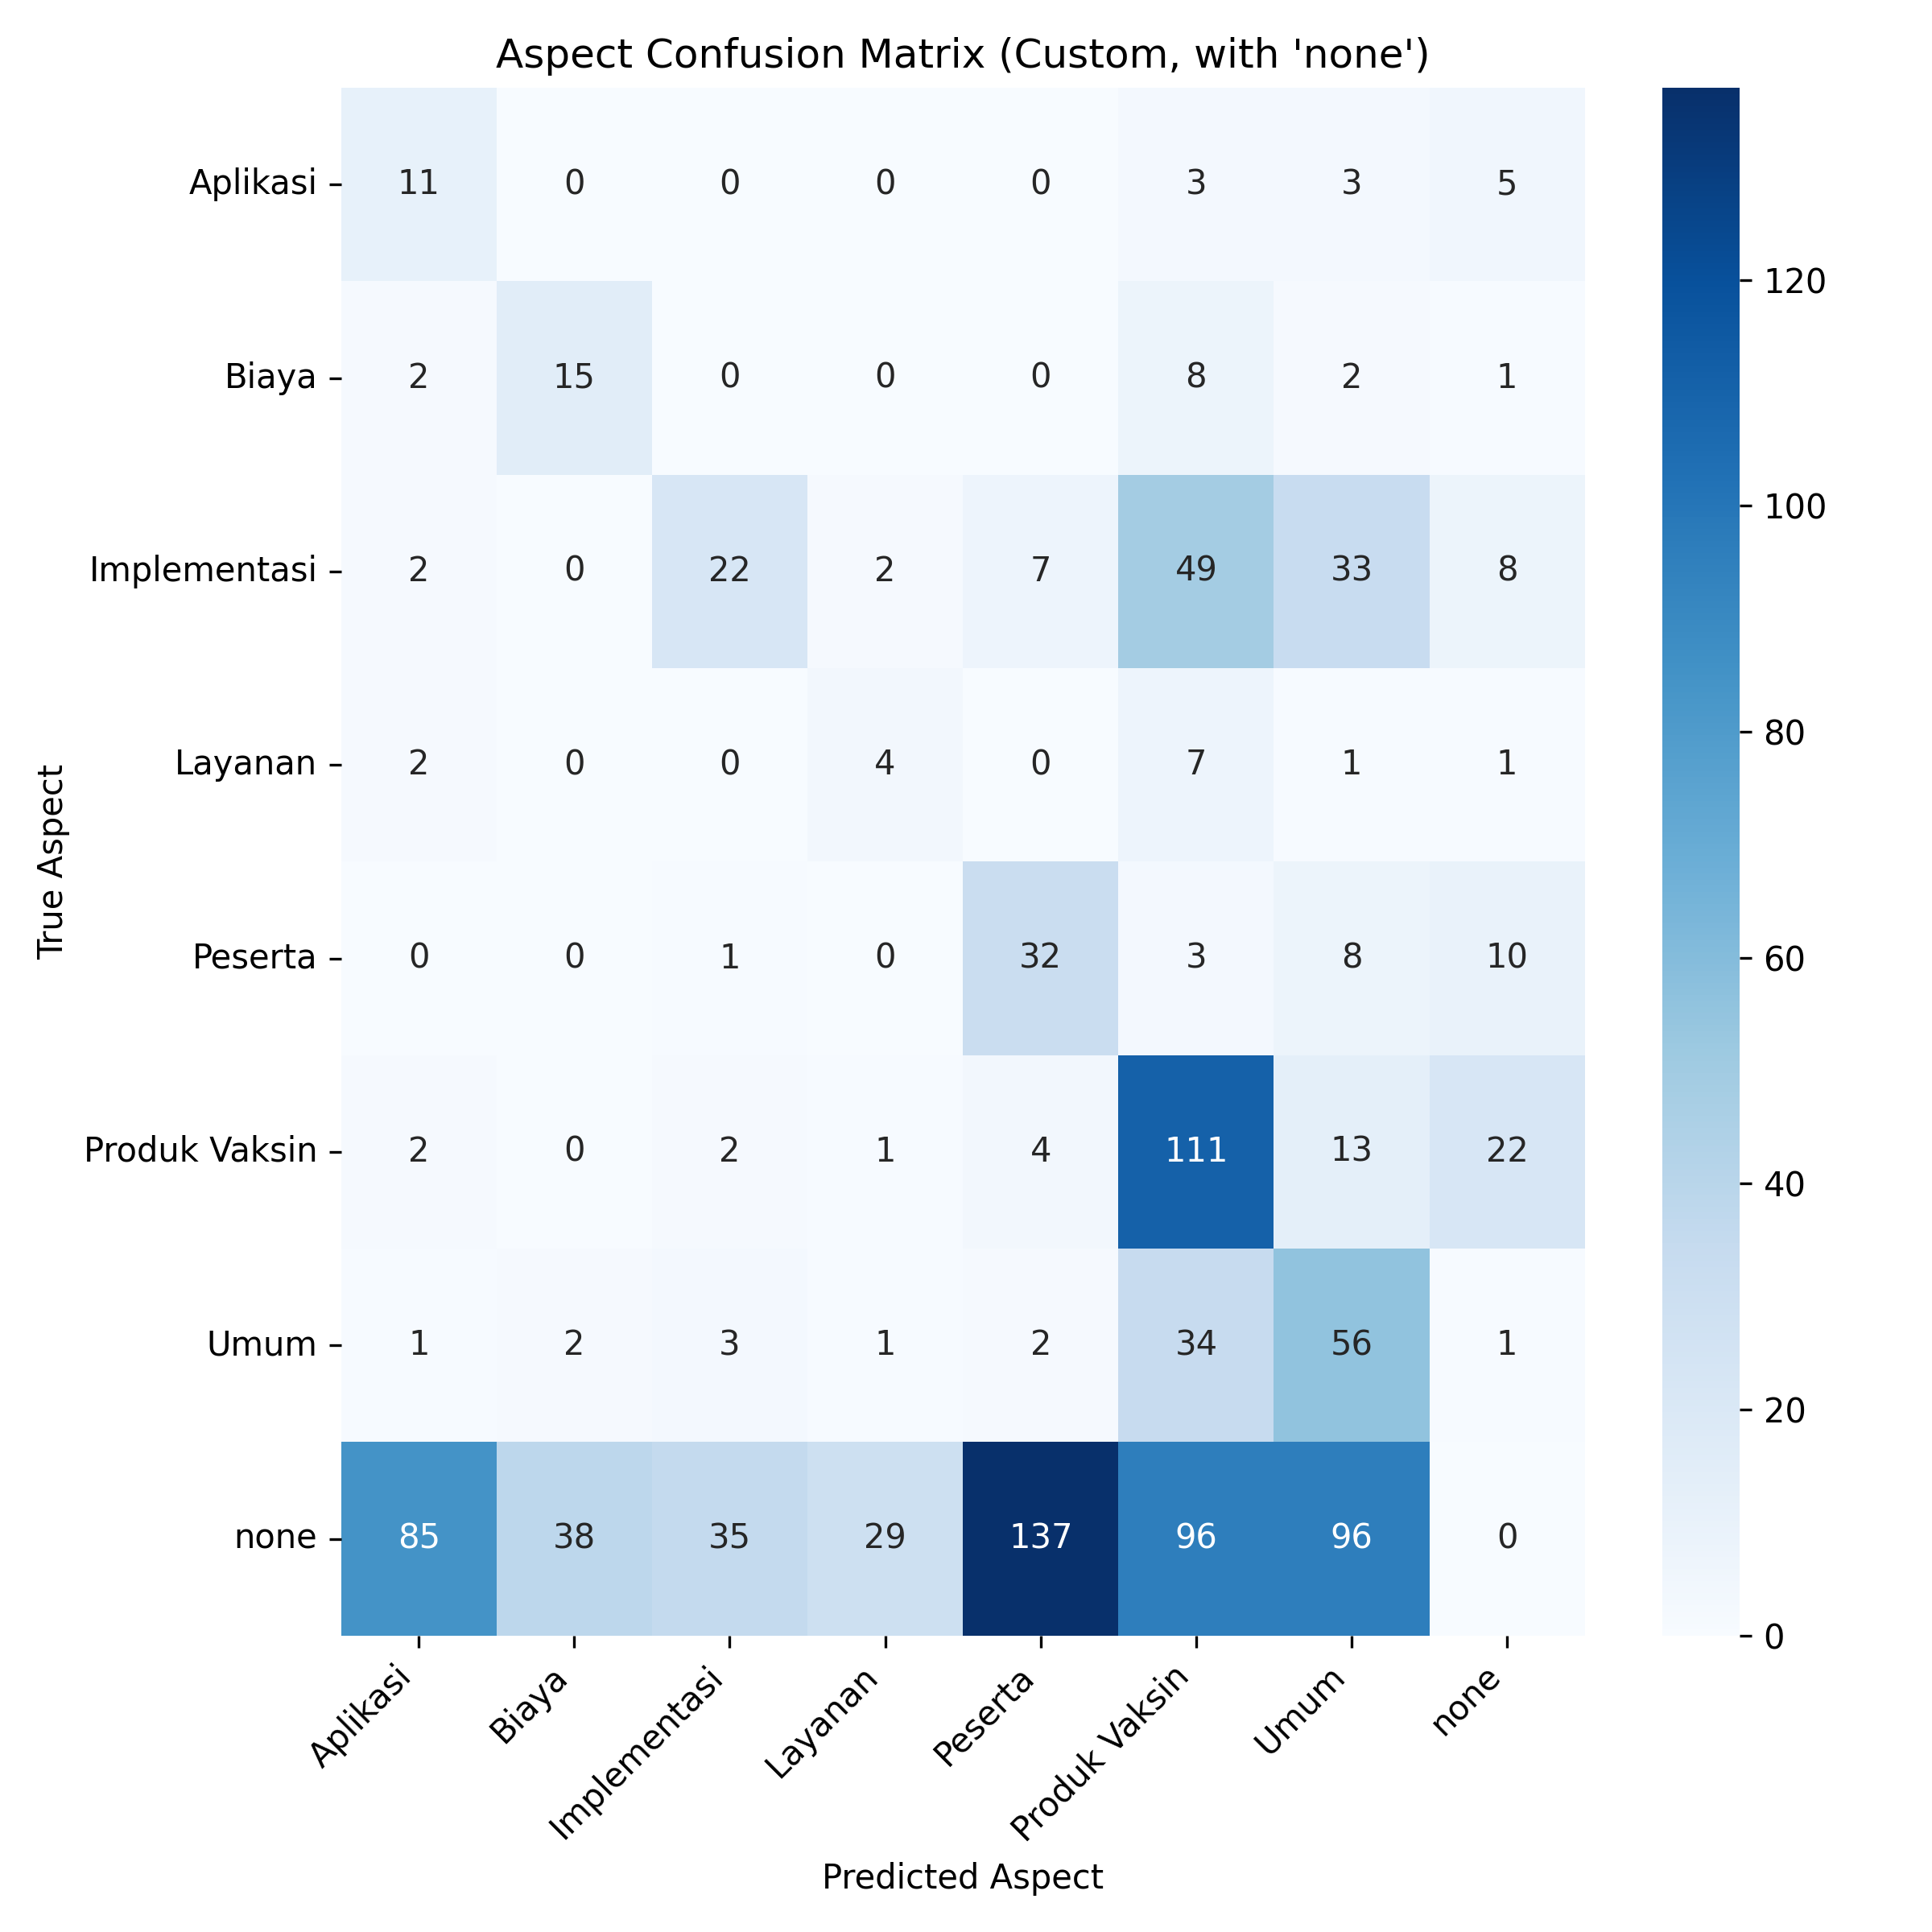 Aspect Confusion Matrix (Custom, with 'none')
True Aspect
Aplikasi 11 0 0 0 0 3 3 5
Biaya 2 15 0 0 0 8 2 1
Implementasi 2 0 22 2 7 49 33 8
Layanan 2 0 0 4 0 7 1 1
Peserta 0 0 1 0 32 3 8 10
Produk Vaksin 2 0 2 1 4 111 13 22
Umum 1 2 3 1 2 34 56 1
none 85 38 35 29 137 96 96 0
Aplikasi Biaya Implementasi Layanan Peserta Produk Vaksin Umum none
Predicted Aspect
120
100
80
60
40
20
0